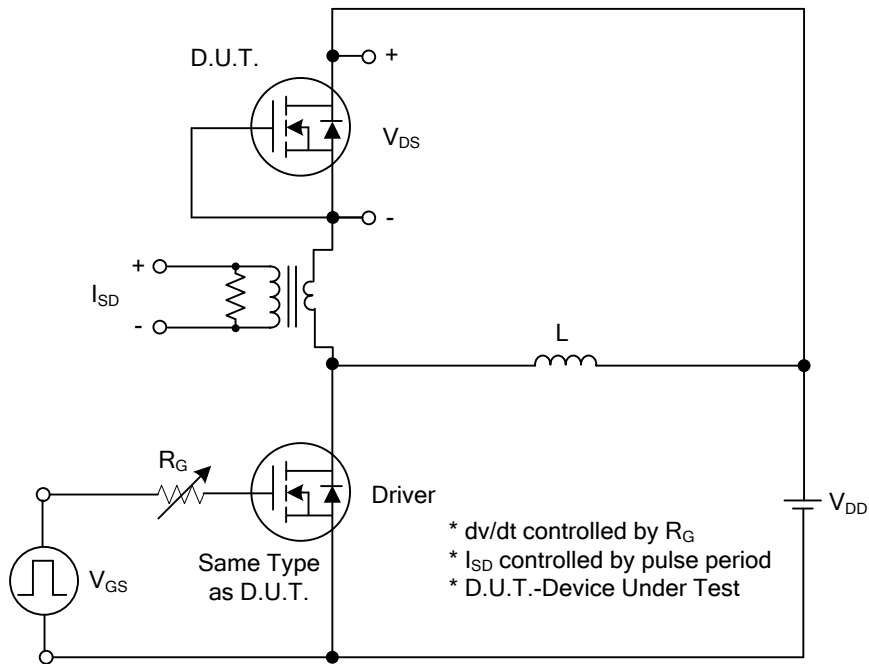 D.U.T.
+
VDS
-
+
ISD
-
L
RG
Driver
VDD
VGS
Same Type
as D.U.T.
* dv/dt controlled by RG
* ISD controlled by pulse period
* D.U.T.-Device Under Test